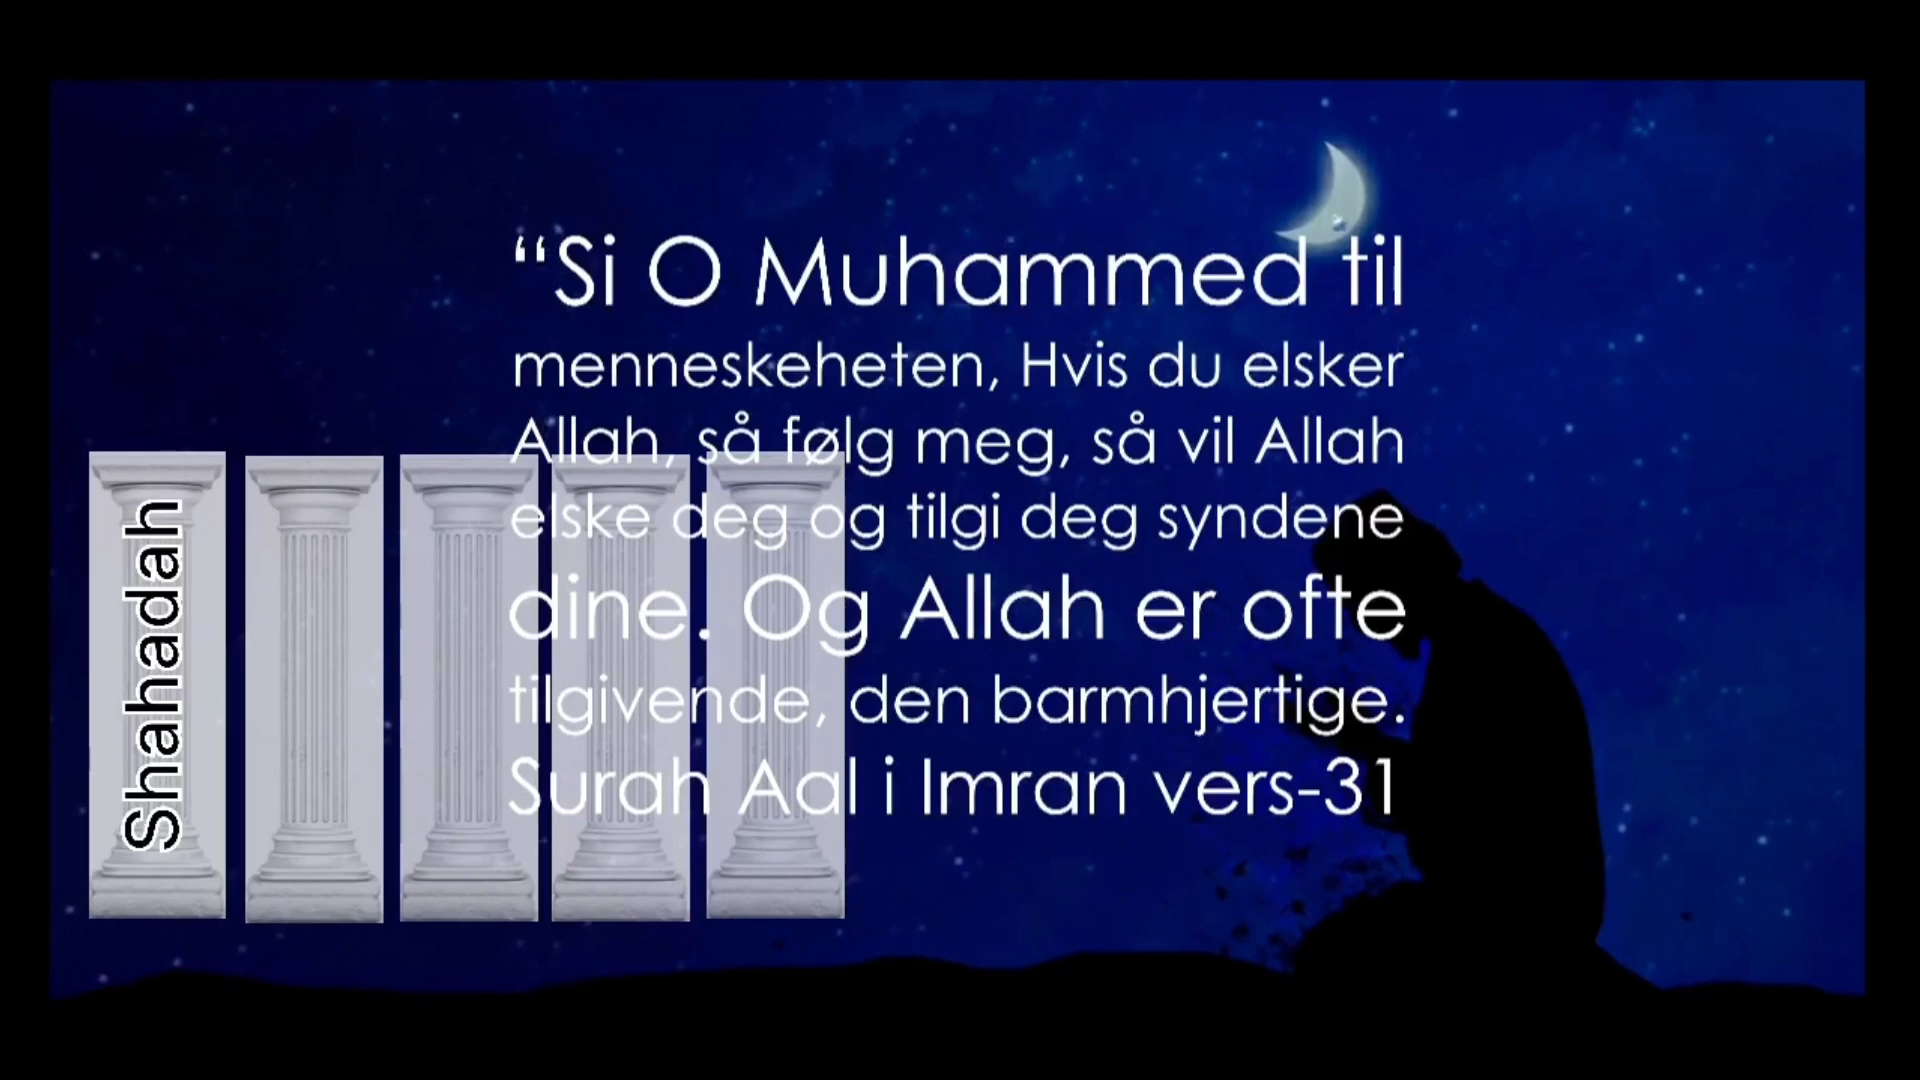 “Si O Muhammed til
menneskeheten, Hvis du elsker
Allah, så følg meg, så vil Allah
elske deg og tilgi deg syndene
dine. Og Allah er ofte
tilgivende, den barmhjertige.
Surah Aal i Imran vers-31
Shahadah